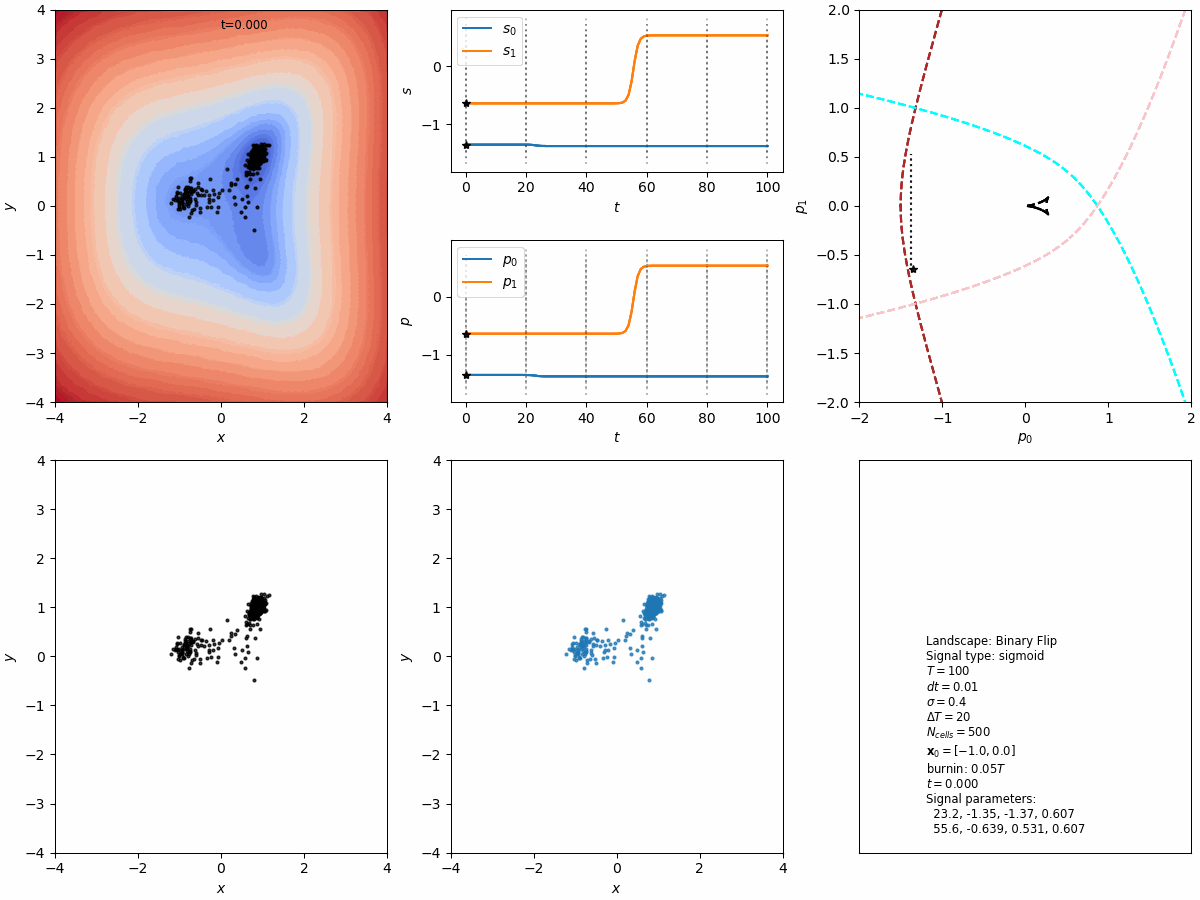 4
3
2
1
0
−1
−2
−3
−4
−4
−2
0
2
4
x
y
t=0.000
s₀
s₁
0
−1
s
0
20
40
60
80
100
t
p₀
p₁
0
−1
p
0
20
40
60
80
100
t
2.0
1.5
1.0
0.5
0.0
−0.5
−1.0
−1.5
−2.0
p₁
−2
−1
0
1
2
p₀
4
3
2
1
0
−1
−2
−3
−4
y
−4
−2
0
2
4
x
4
3
2
1
0
−1
−2
−3
−4
y
−4
−2
0
2
4
x
Landscape: Binary Flip
Signal type: sigmoid
T = 100
dt = 0.01
σ = 0.4
ΔT = 20
N_cells = 500
x₀ = [−1.0, 0.0]
burnin: 0.05T
t = 0.000
Signal parameters:
23.2, -1.35, -1.37, 0.607
55.6, -0.639, 0.531, 0.607